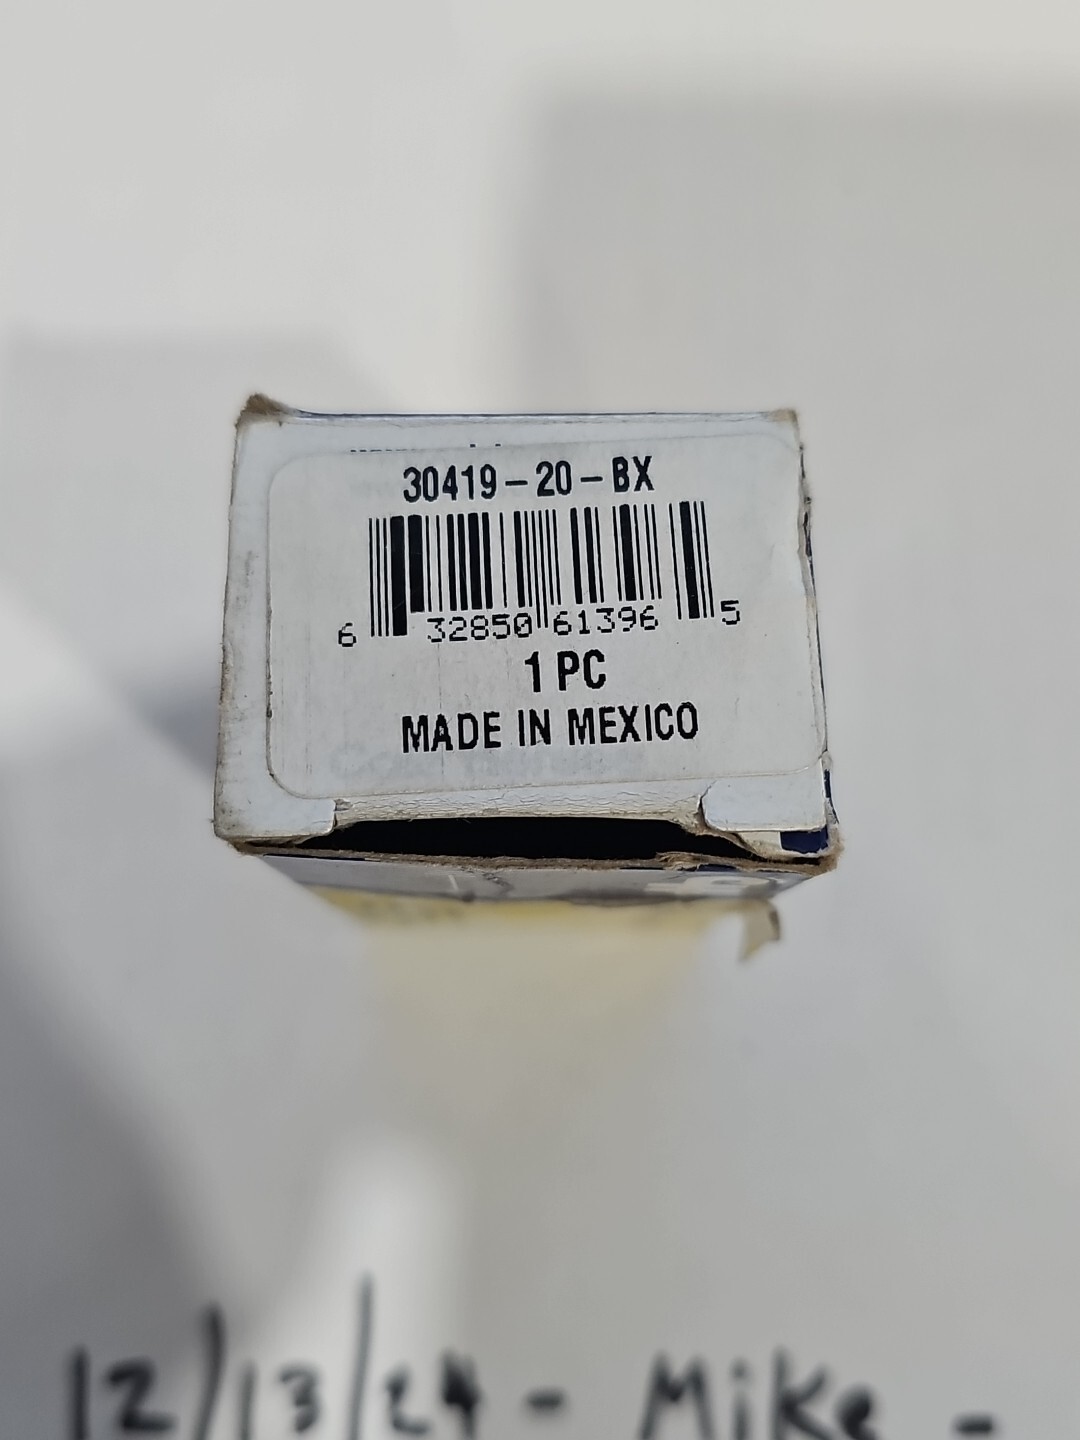 30419-20-BX
6 32850 61396 5
1 PC
MADE IN MEXICO
12/13/24 - Mike -